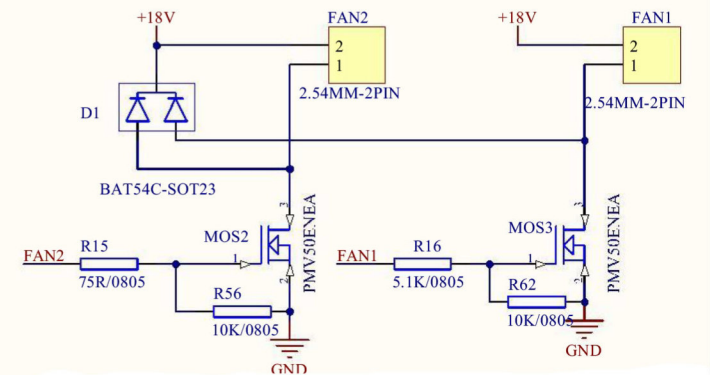 +18V
FAN2
+18V
FAN1
2
1
2
1
2.54MM-2PIN
2.54MM-2PIN
D1
BAT54C-SOT23
3
3
MOS2
PMV50ENEA
MOS3
PMV50ENEA
FAN2
R15
75R/0805
1
2
FAN1
R16
5.1K/0805
1
2
R56
10K/0805
R62
10K/0805
GND
GND